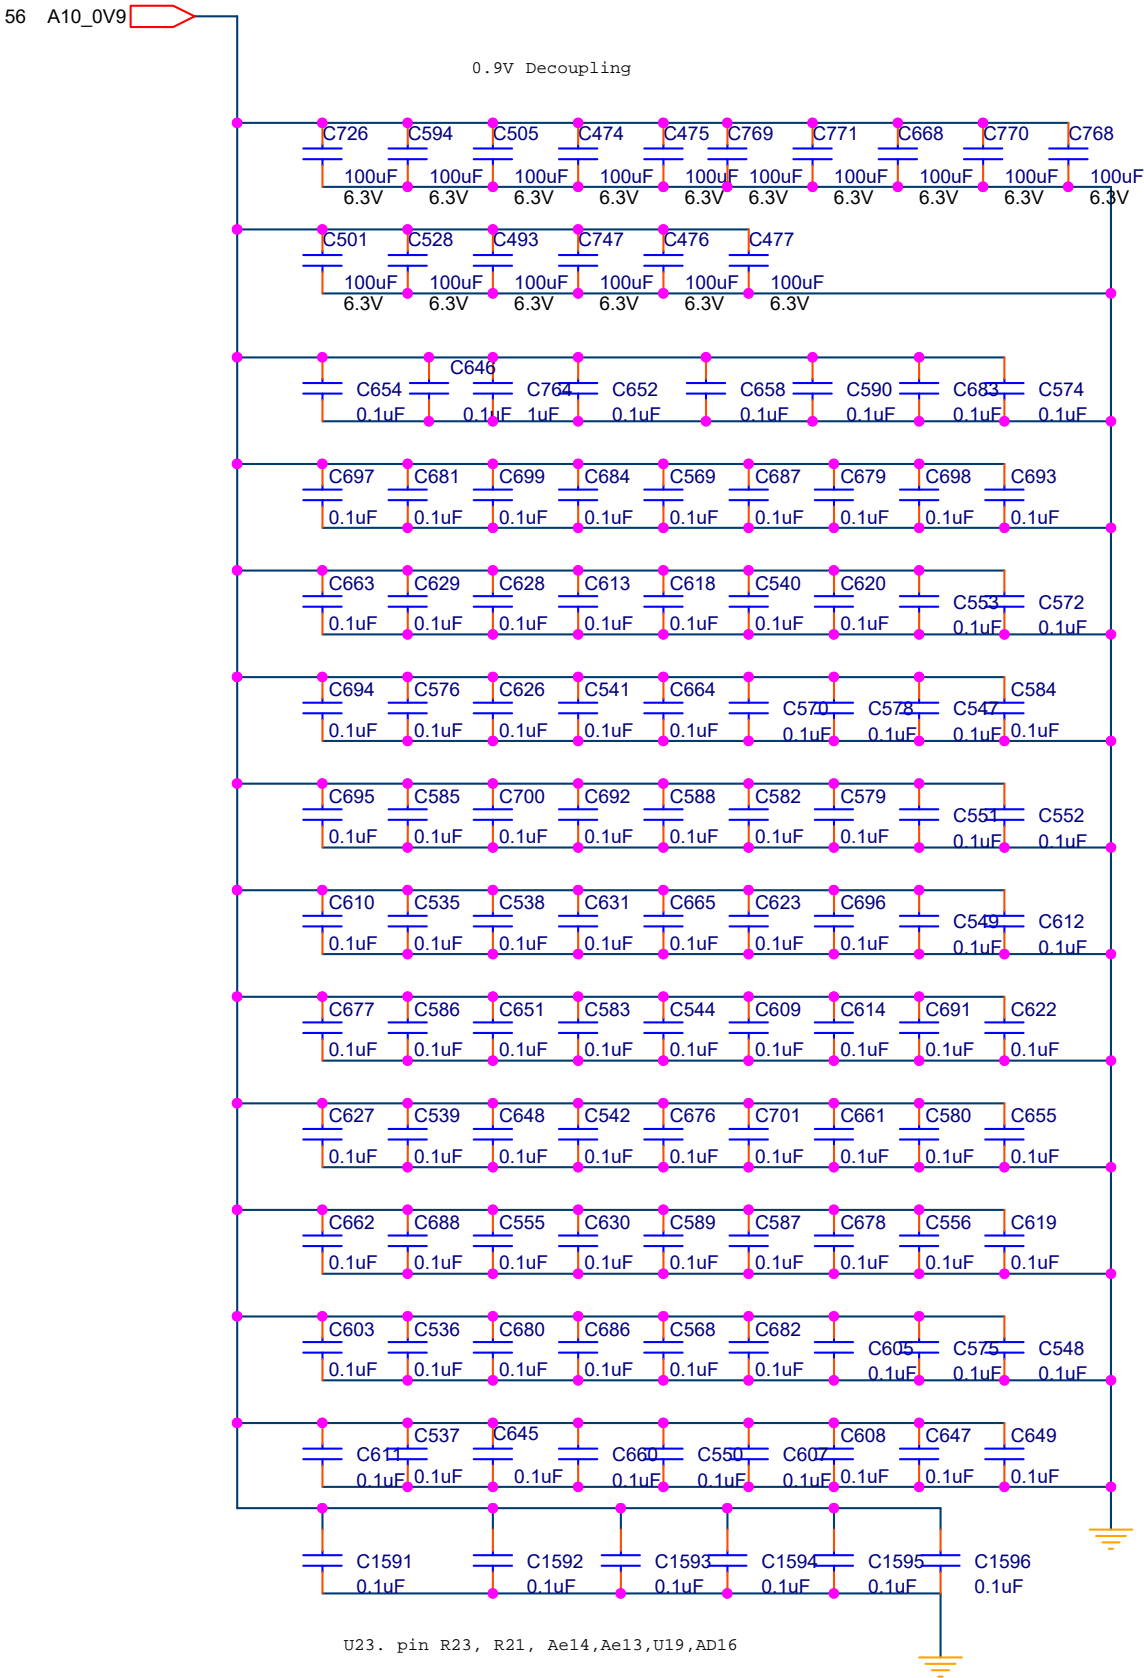 56 A10_0V9
0.9V Decoupling
C726 C594 C505 C474 C475 C769 C771 C668 C770 C768
100uF 100uF 100uF 100uF 100uF 100uF 100uF 100uF 100uF 100uF
6.3V 6.3V 6.3V 6.3V 6.3V 6.3V 6.3V 6.3V 6.3V 6.3V
C501 C528 C493 C747 C476 C477
100uF 100uF 100uF 100uF 100uF 100uF
6.3V 6.3V 6.3V 6.3V 6.3V 6.3V
C646
C654 C764 C652 C658 C590 C683 C574
0.1uF 0.1uF 1uF 0.1uF 0.1uF 0.1uF 0.1uF 0.1uF
C697 C681 C699 C684 C569 C687 C679 C698 C693
0.1uF 0.1uF 0.1uF 0.1uF 0.1uF 0.1uF 0.1uF 0.1uF 0.1uF
C663 C629 C628 C613 C618 C540 C620
C553 C572
0.1uF 0.1uF 0.1uF 0.1uF 0.1uF 0.1uF 0.1uF 0.1uF 0.1uF
C694 C576 C626 C541 C664 C584
C570 C578 C547
0.1uF 0.1uF 0.1uF 0.1uF 0.1uF 0.1uF 0.1uF 0.1uF 0.1uF
C695 C585 C700 C692 C588 C582 C579
C551 C552
0.1uF 0.1uF 0.1uF 0.1uF 0.1uF 0.1uF 0.1uF 0.1uF 0.1uF
C610 C535 C538 C631 C665 C623 C696
C549 C612
0.1uF 0.1uF 0.1uF 0.1uF 0.1uF 0.1uF 0.1uF 0.1uF 0.1uF
C677 C586 C651 C583 C544 C609 C614 C691 C622
0.1uF 0.1uF 0.1uF 0.1uF 0.1uF 0.1uF 0.1uF 0.1uF 0.1uF
C627 C539 C648 C542 C676 C701 C661 C580 C655
0.1uF 0.1uF 0.1uF 0.1uF 0.1uF 0.1uF 0.1uF 0.1uF 0.1uF
C662 C688 C555 C630 C589 C587 C678 C556 C619
0.1uF 0.1uF 0.1uF 0.1uF 0.1uF 0.1uF 0.1uF 0.1uF 0.1uF
C603 C536 C680 C686 C568 C682
C605 C575 C548
0.1uF 0.1uF 0.1uF 0.1uF 0.1uF 0.1uF 0.1uF 0.1uF 0.1uF
C537 C645 C608 C647 C649
C611 C660 C550 C607
0.1uF 0.1uF 0.1uF 0.1uF 0.1uF 0.1uF 0.1uF 0.1uF 0.1uF
C1591 C1592 C1593 C1594 C1595 C1596
0.1uF 0.1uF 0.1uF 0.1uF 0.1uF 0.1uF
U23. pin R23, R21, Ae14,Ae13,U19,AD16